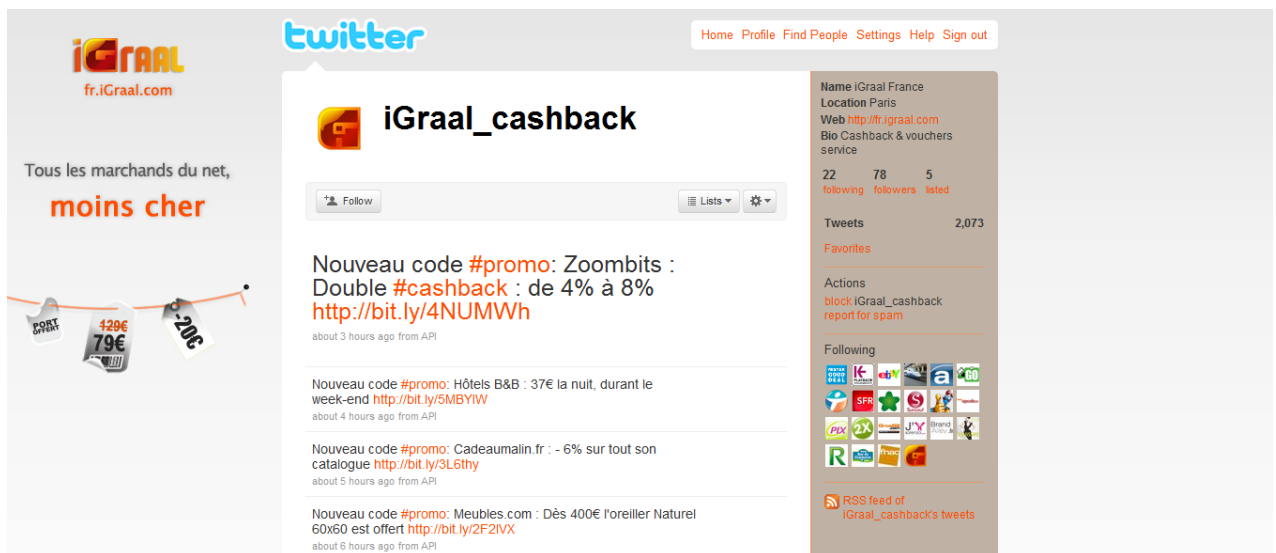 iGraal
fr.iGraal.com
Tous les marchands du net,
moins cher
PORT
OFFERT
129€
79€
-20€
twitter
Home Profile Find People Settings Help Sign out
iGraal_cashback
Follow
Lists
Nouveau code #promo: Zoombits :
Double #cashback : de 4% à 8%
http://bit.ly/4NUMWh
about 3 hours ago from API
Nouveau code #promo: Hôtels B&B : 37€ la nuit, durant le
week-end http://bit.ly/5MBYlW
about 4 hours ago from API
Nouveau code #promo: Cadeaumalin.fr : - 6% sur tout son
catalogue http://bit.ly/3L6thy
about 5 hours ago from API
Nouveau code #promo: Meubles.com : Dès 400€ l'oreiller Naturel
60x60 est offert http://bit.ly/2F2lVX
about 6 hours ago from API
Name iGraal France
Location Paris
Web http://fr.igraal.com
Bio Cashback & vouchers
service
22 78 5
following followers listed
Tweets 2,073
Favorites
Actions
block iGraal_cashback
report for spam
Following
ebY
GO
SFR
PIX
2X
J'Y
Brand
Alley
R
fnac
RSS feed of
iGraal_cashback's tweets